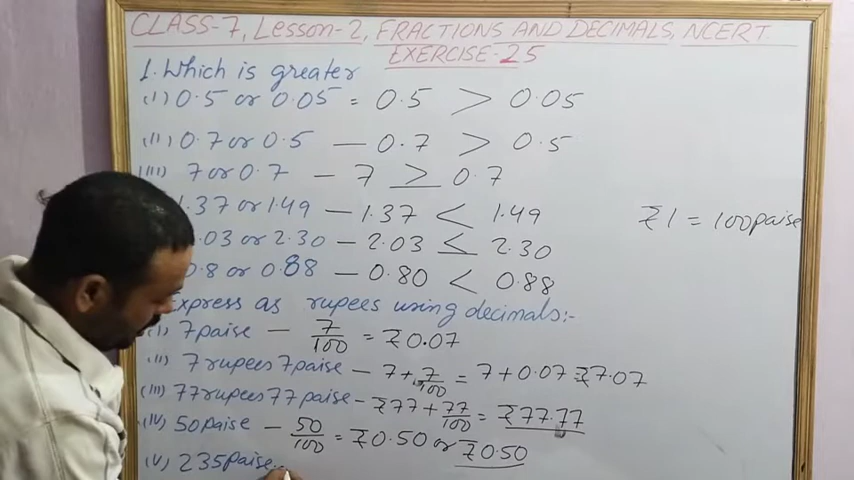 CLASS-7, Lesson-2, FRACTIONS AND DECIMALS, NCERT
EXERCISE-25
1. Which is greater
(i) 0.5 or 0.05 = 0.5 > 0.05
(ii) 0.7 or 0.5 — 0.7 > 0.5
(iii) 7 or 0.7 — 7 > 0.7
1.37 or 1.49 — 1.37 < 1.49
.03 or 2.30 — 2.03 < 2.30
0.8 or 0.88 — 0.80 < 0.88
₹1 = 100 paise
Express as rupees using decimals:-
(i) 7 paise — 7/100 = ₹0.07
(ii) 7 rupees 7 paise — 7 + 7/100 = 7 + 0.07 = ₹7.07
(iii) 77 rupees 77 paise — ₹77 + 77/100 = ₹77.77
(iv) 50 paise — 50/100 = ₹0.50 or ₹0.50
(v) 235 paise